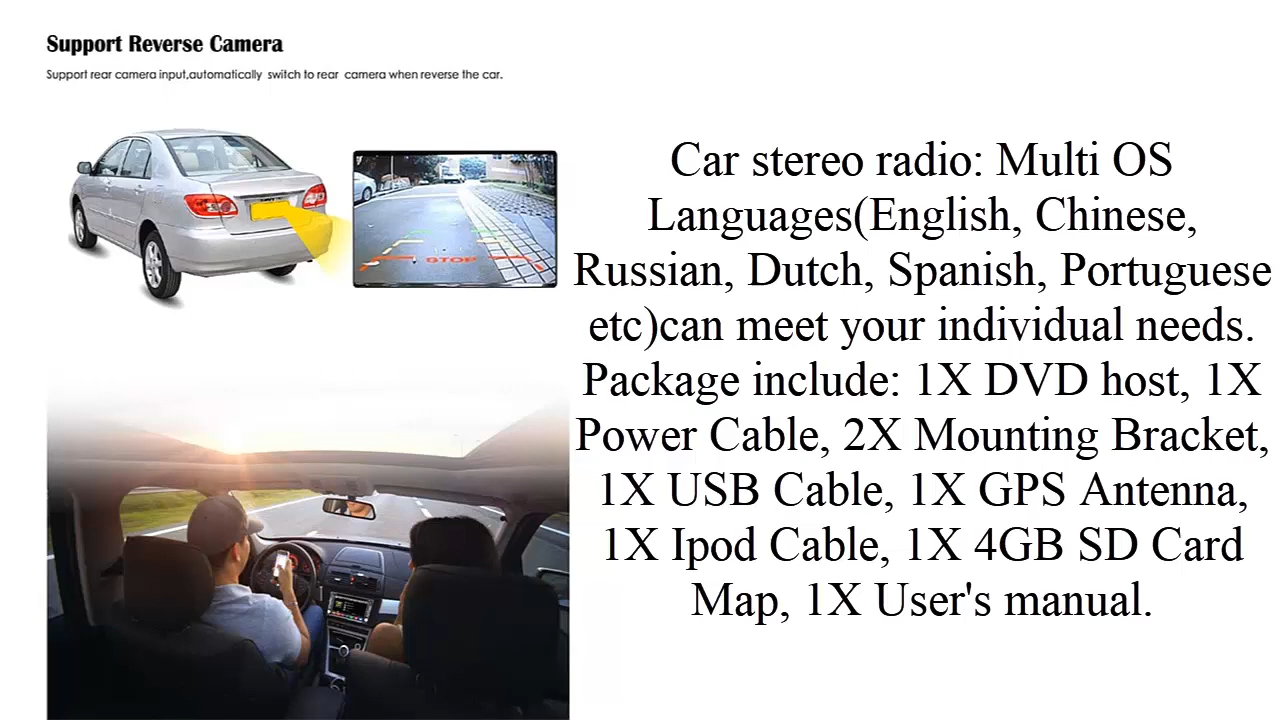 Support Reverse Camera
Support rear camera input,automatically switch to rear camera when reverse the car.
STOP
Car stereo radio: Multi OS
Languages(English, Chinese,
Russian, Dutch, Spanish, Portuguese
etc)can meet your individual needs.
Package include: 1X DVD host, 1X
Power Cable, 2X Mounting Bracket,
1X USB Cable, 1X GPS Antenna,
1X Ipod Cable, 1X 4GB SD Card
Map, 1X User's manual.